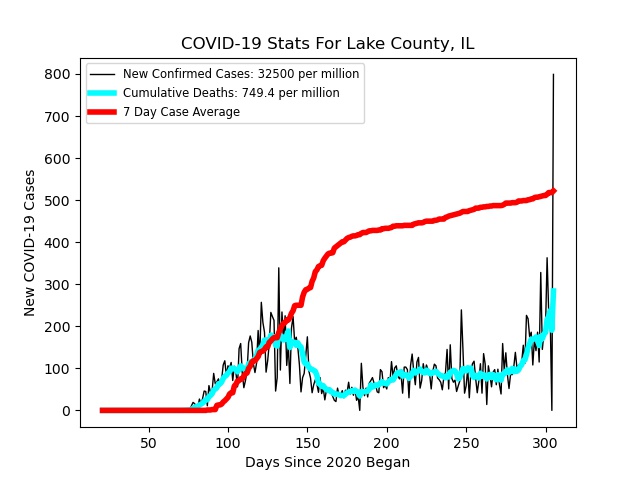 COVID-19 Stats For Lake County, IL
New Confirmed Cases: 32500 per million
Cumulative Deaths: 749.4 per million
7 Day Case Average
New COVID-19 Cases
800
700
600
500
400
300
200
100
0
50 100 150 200 250 300
Days Since 2020 Began